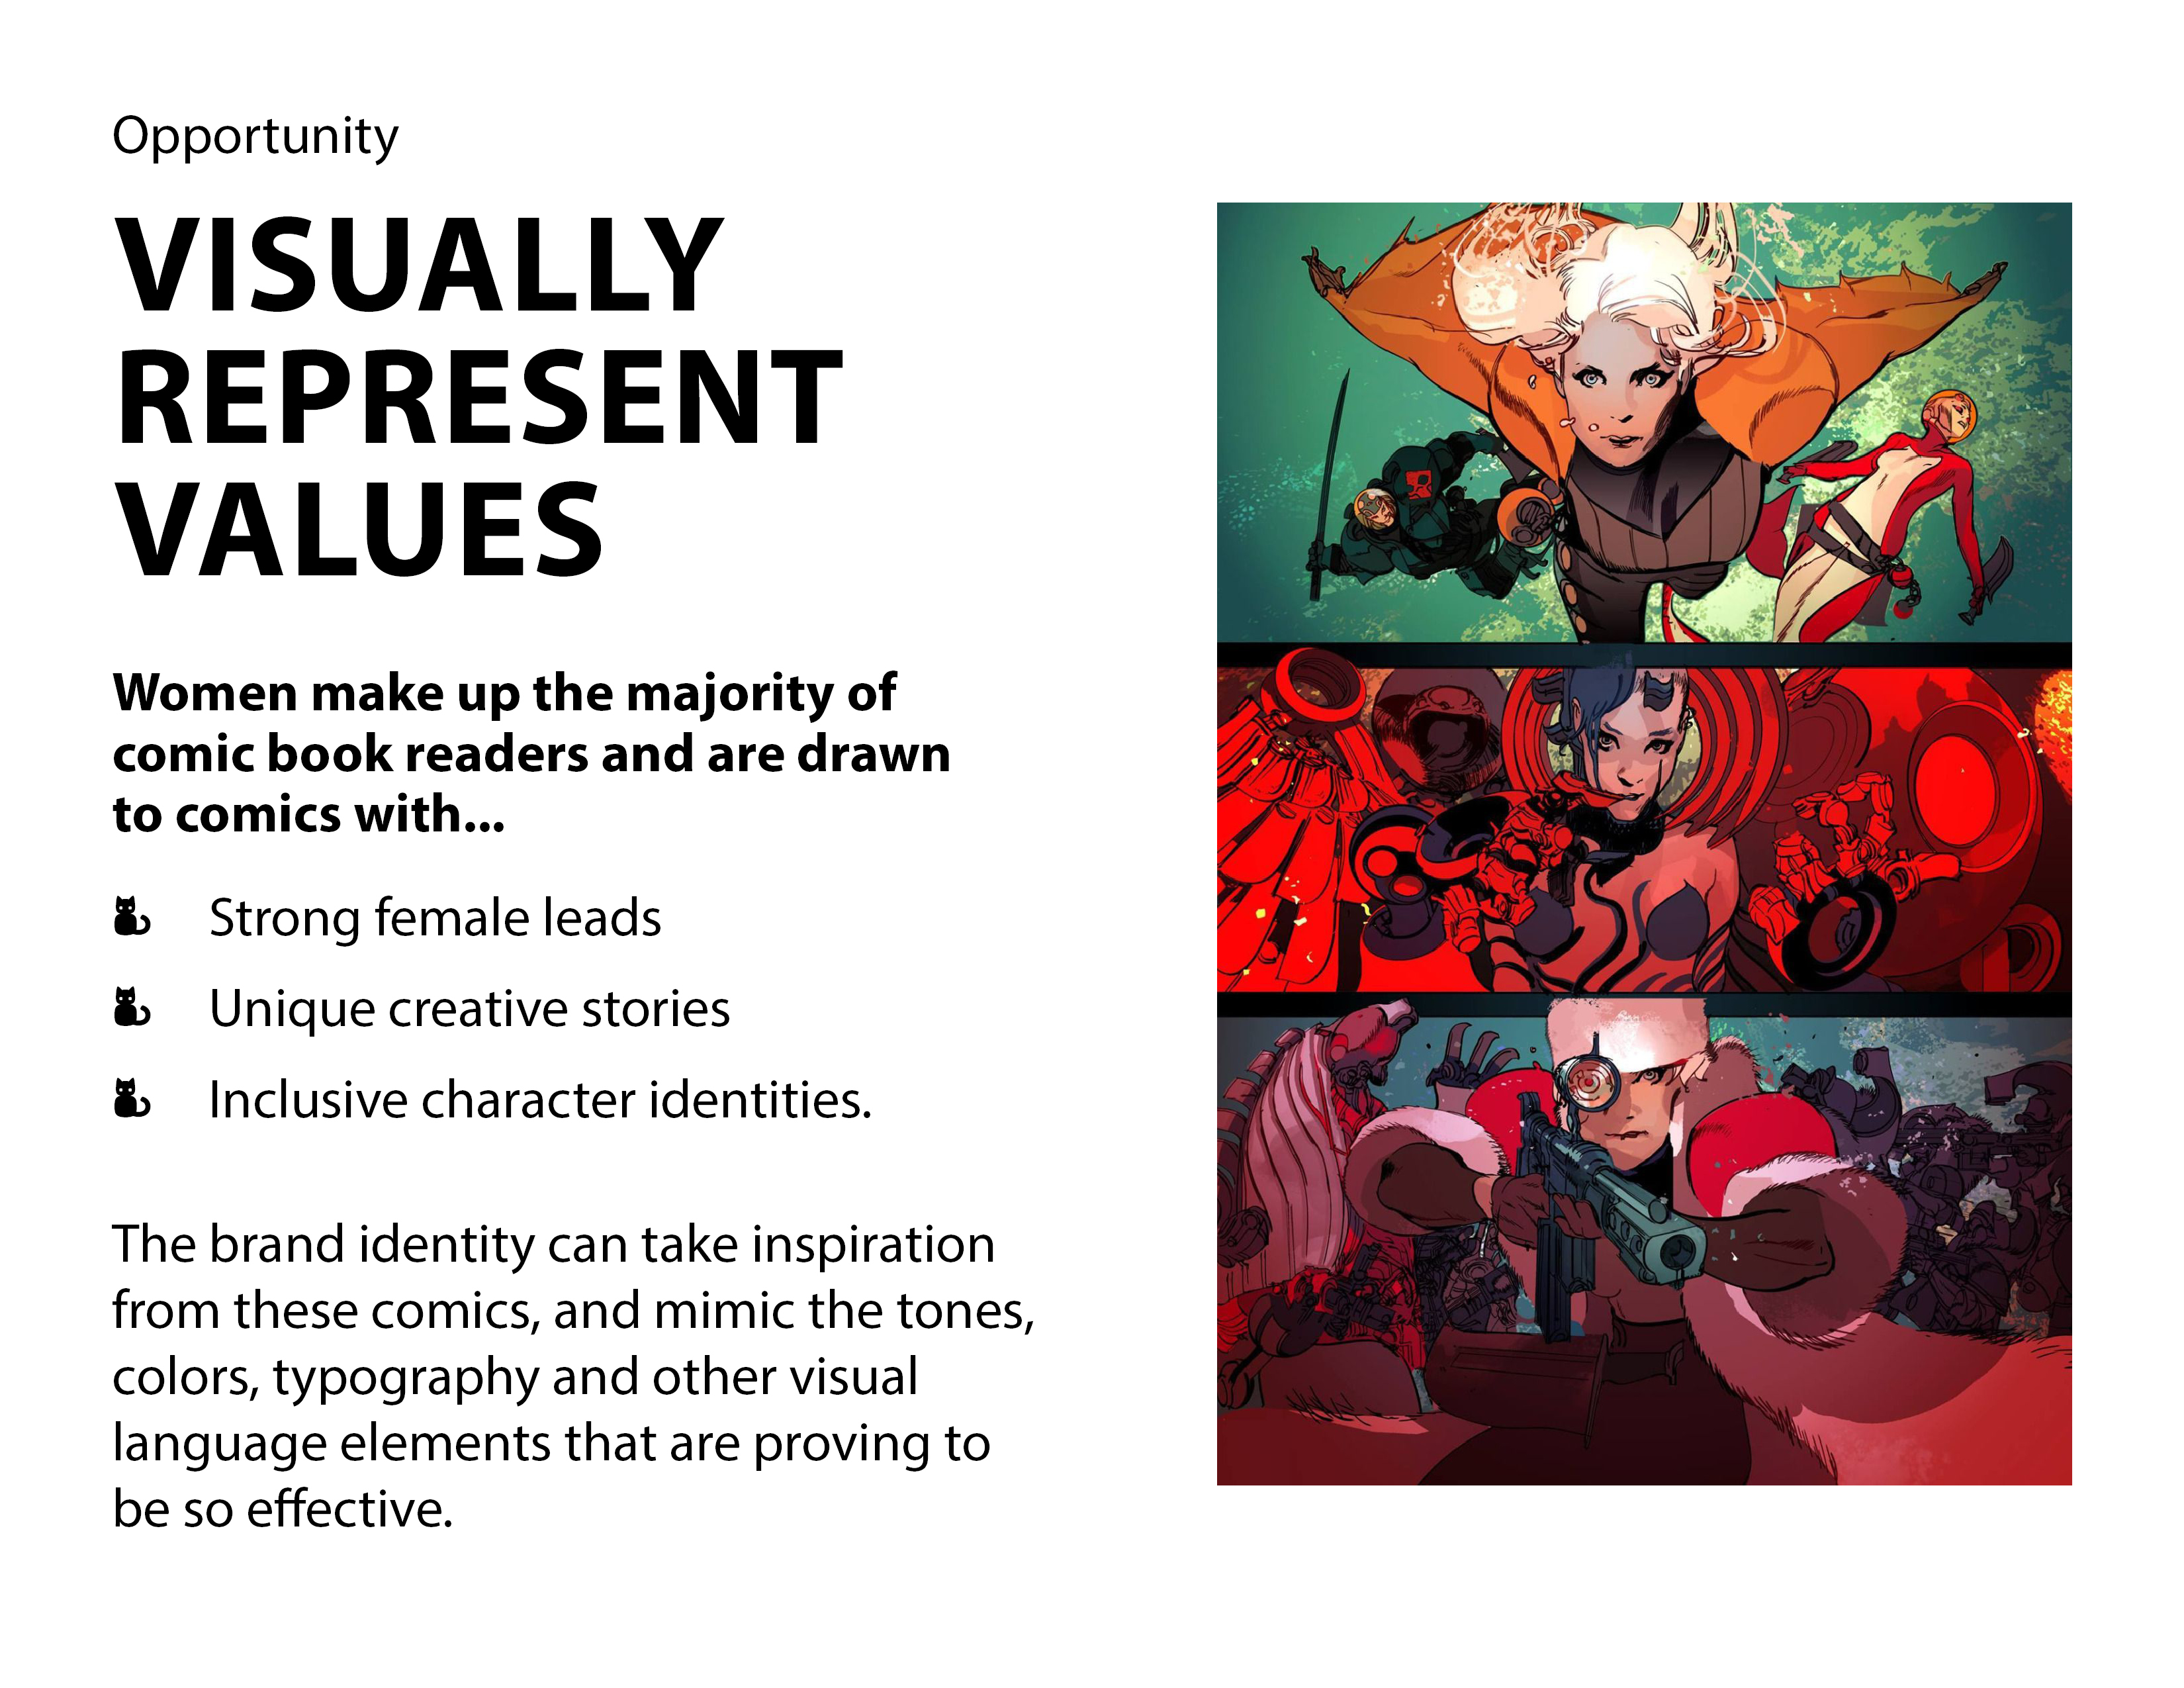 Opportunity
VISUALLY
REPRESENT
VALUES
Women make up the majority of
comic book readers and are drawn
to comics with...
Strong female leads
Unique creative stories
Inclusive character identities.
The brand identity can take inspiration
from these comics, and mimic the tones,
colors, typography and other visual
language elements that are proving to
be so effective.